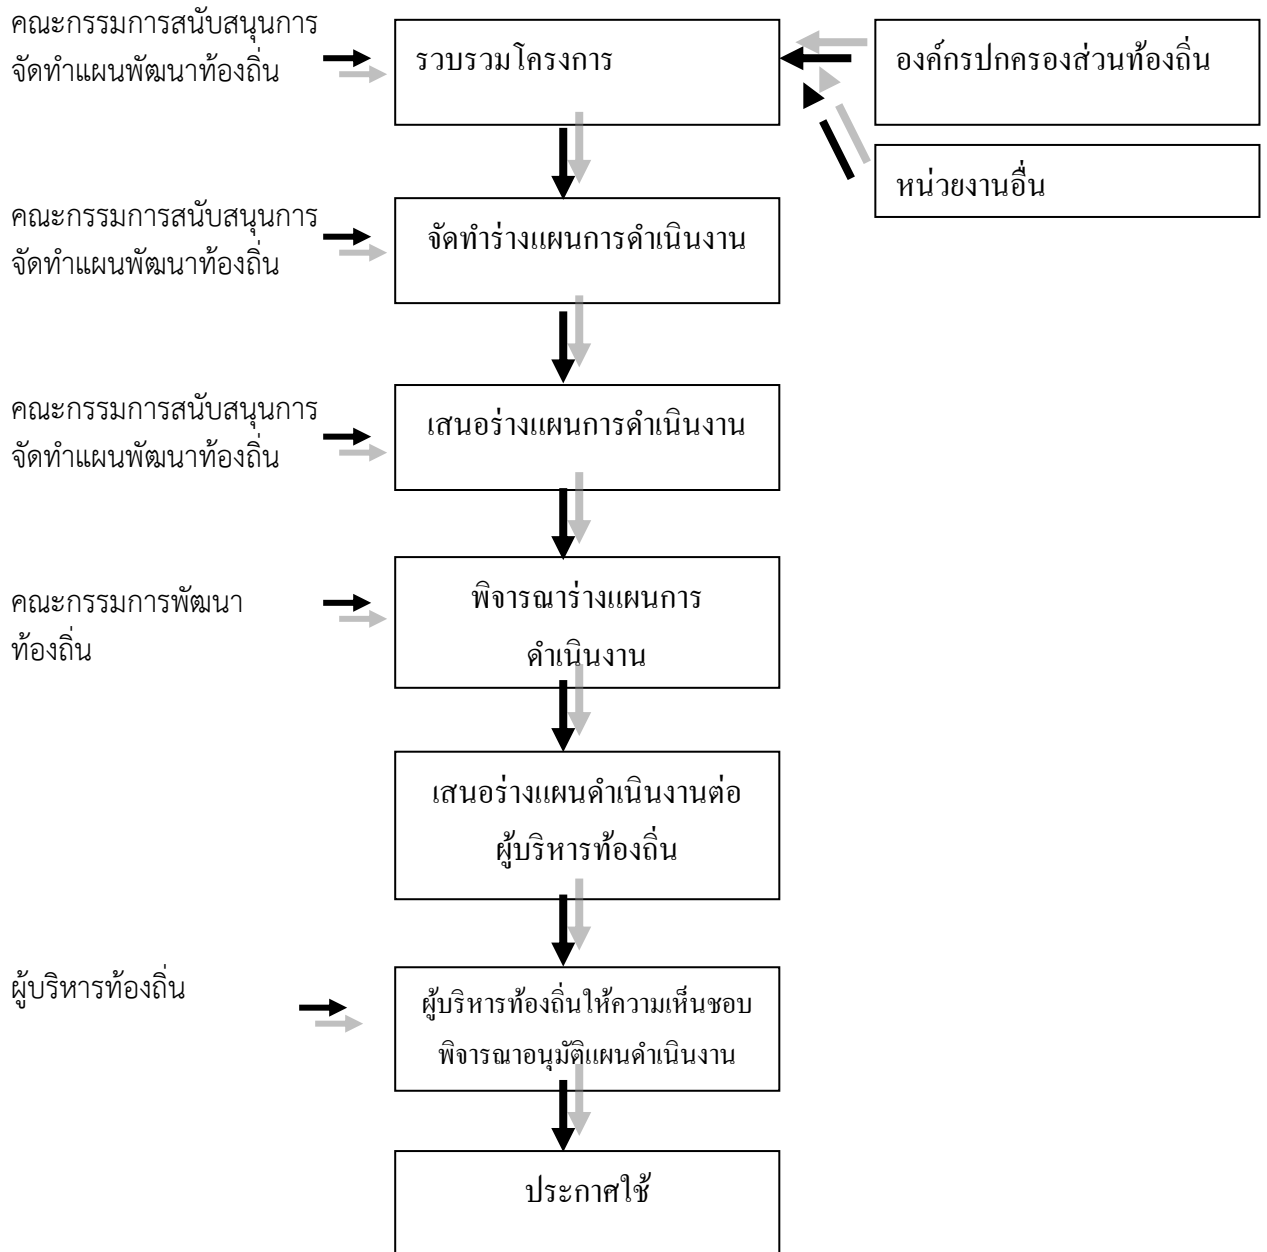 คณะกรรมการสนับสนุนการ
จัดทำแผนพัฒนาท้องถิ่น
รวบรวมโครงการ
องค์กรปกครองส่วนท้องถิ่น
หน่วยงานอื่น
คณะกรรมการสนับสนุนการ
จัดทำแผนพัฒนาท้องถิ่น
จัดทำร่างแผนการดำเนินงาน
คณะกรรมการสนับสนุนการ
จัดทำแผนพัฒนาท้องถิ่น
เสนอร่างแผนการดำเนินงาน
คณะกรรมการพัฒนา
ท้องถิ่น
พิจารณาร่างแผนการ
ดำเนินงาน
เสนอร่างแผนดำเนินงานต่อ
ผู้บริหารท้องถิ่น
ผู้บริหารท้องถิ่น
ผู้บริหารท้องถิ่นให้ความเห็นชอบ
พิจารณาอนุมัติแผนดำเนินงาน
ประกาศใช้